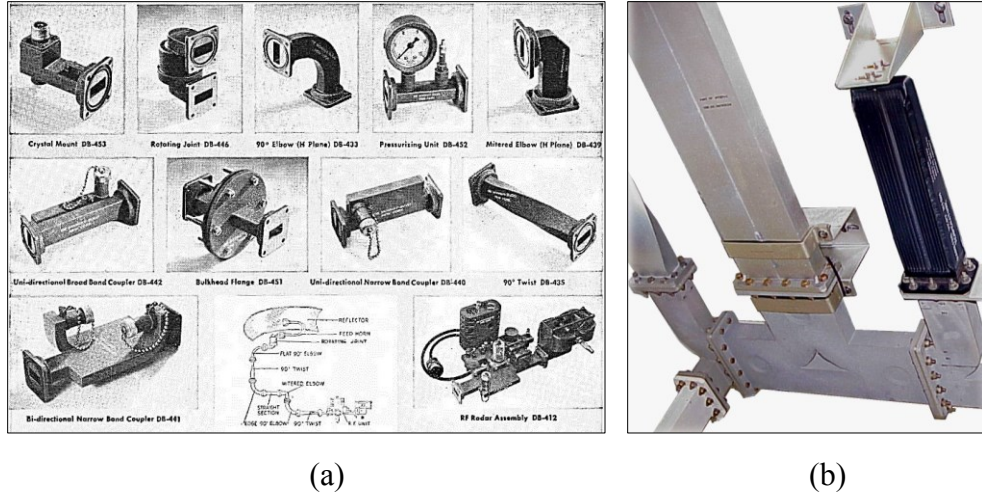 Crystal Mount DB-453
Rotating Joint DB-446
90° Elbow (H Plane) DB-433
Pressurizing Unit DB-452
Mitered Elbow (H Plane) DB-439
Uni-directional Broad Band Coupler DB-442
Bulkhead Flange DB-451
Uni-directional Narrow Band Coupler DB-440
90° Twist DB-435
REFLECTOR
FEED HORN
ROTATING JOINT
FLAT 90° ELBOW
90° TWIST
MITERED ELBOW
STRAIGHT
SECTION
EDGE 90° ELBOW
90° TWIST
R F UNIT
Bi-directional Narrow Band Coupler DB-441
RF Radar Assembly DB-412
(a)
(b)